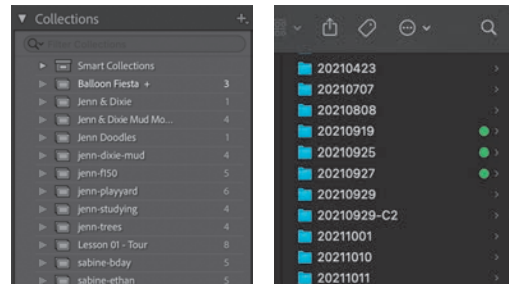 Collections
Filter Collections
Smart Collections
Balloon Fiesta + 3
Jenn & Dixie 1
Jenn & Dixie Mud Mo... 4
Jenn Doodles 1
jenn-dixie-mud 4
jenn-f150 5
jenn-playyard 6
jenn-studying 4
jenn-trees 4
Lesson 01 - Tour 8
sabine-bday 5
sabine-ethan 5
20210423
20210707
20210808
20210919
20210925
20210927
20210929
20210929-C2
20211001
20211010
20211011